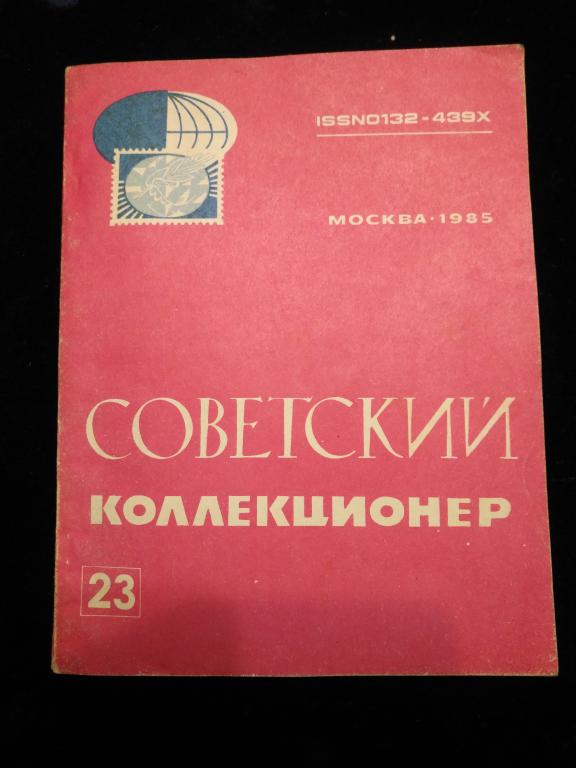 ISSN0132-439X
МОСКВА·1985
СОВЕТСКИЙ
КОЛЛЕКЦИОНЕР
23